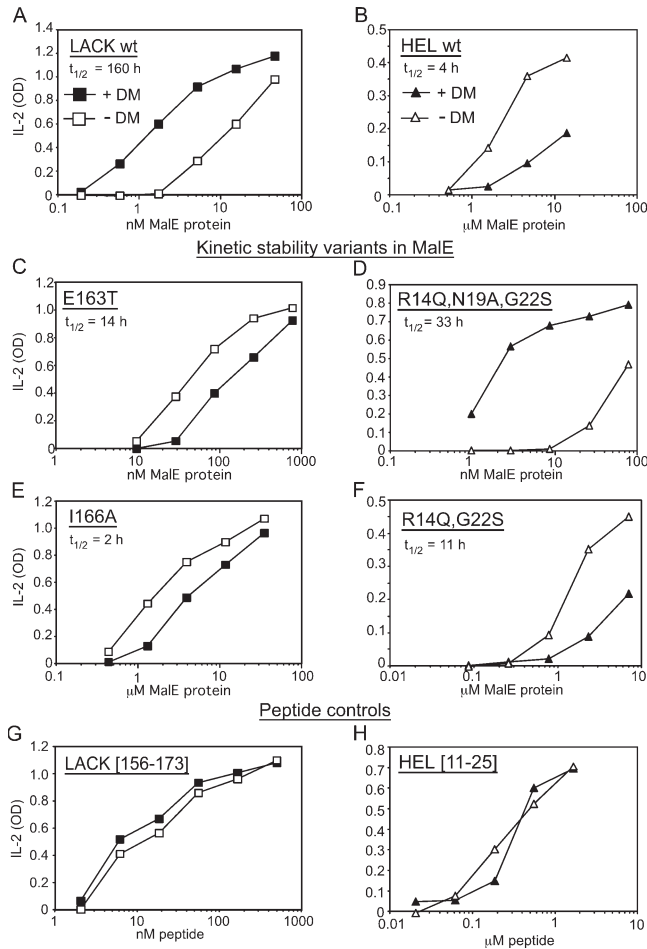 A
LACK wt
t1/2 = 160 h
+ DM
- DM
IL-2 (OD)
1.4
1.2
1.0
0.8
0.6
0.4
0.2
0
0.1 1 10 100
nM MalE protein
B
HEL wt
t1/2 = 4 h
+ DM
- DM
0.5
0.4
0.3
0.2
0.1
0
0.1 1 10 100
μM MalE protein
Kinetic stability variants in MalE
C
E163T
t1/2 = 14 h
IL-2 (OD)
1.2
1.0
0.8
0.6
0.4
0.2
0
1 10 100 1000
nM MalE protein
D
R14Q,N19A,G22S
t1/2 = 33 h
0.8
0.7
0.6
0.5
0.4
0.3
0.2
0.1
0
0.1 1 10 100
nM MalE protein
E
I166A
t1/2 = 2 h
IL-2 (OD)
1.2
1.0
0.8
0.6
0.4
0.2
0
0.1 1 10 100
μM MalE protein
F
R14Q,G22S
t1/2 = 11 h
0.5
0.4
0.3
0.2
0.1
0
0.01 0.1 1 10
μM MalE protein
Peptide controls
G
LACK [156-173]
IL-2 (OD)
1.2
1.0
0.8
0.6
0.4
0.2
0
1 10 100 1000
nM peptide
H
HEL [11-25]
0.8
0.7
0.6
0.5
0.4
0.3
0.2
0.1
0
0.01 0.1 1 10
μM peptide